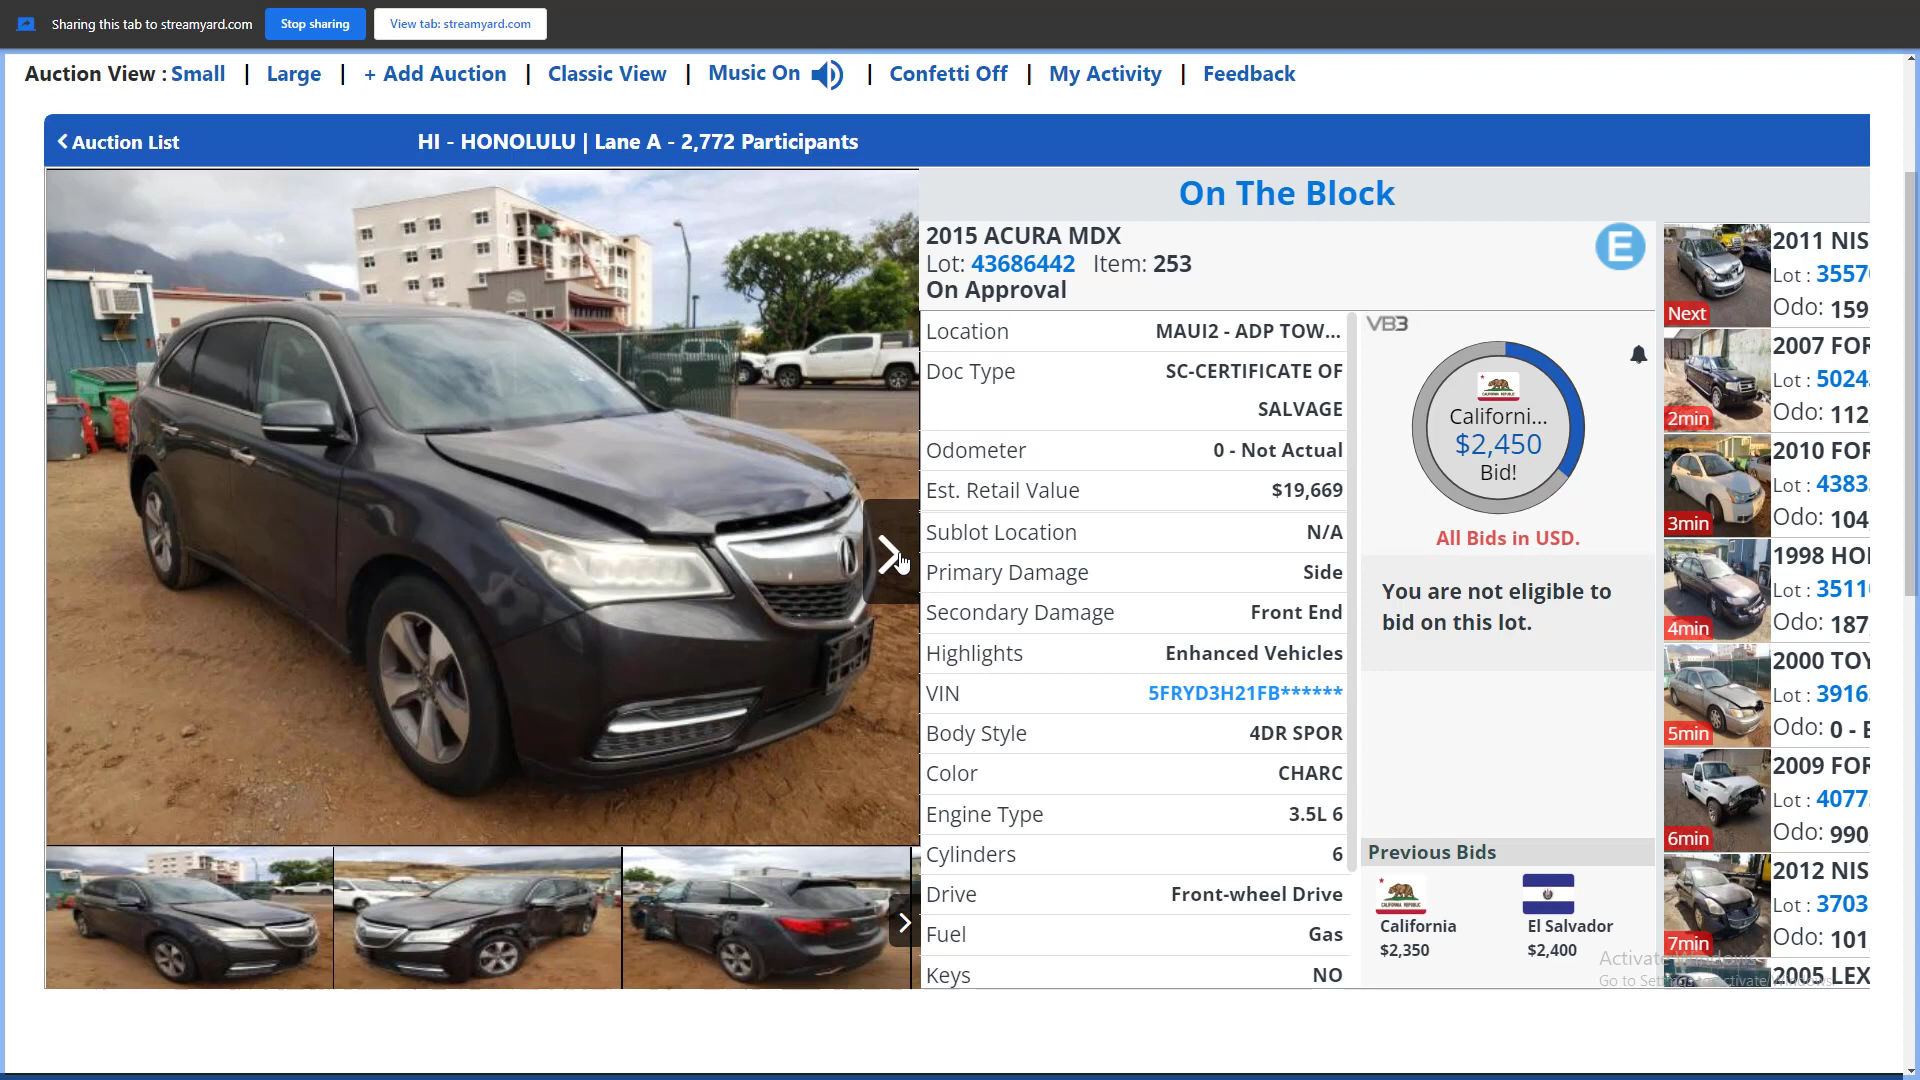 Sharing this tab to streamyard.com
Stop sharing
View tab: streamyard.com
Auction View : Small | Large | + Add Auction | Classic View | Music On | Confetti Off | My Activity | Feedback
Auction List
HI - HONOLULU | Lane A - 2,772 Participants
On The Block
2015 ACURA MDX
Lot: 43686442 Item: 253
On Approval
E
Location MAUI2 - ADP TOW...
Doc Type SC-CERTIFICATE OF
SALVAGE
Odometer 0 - Not Actual
Est. Retail Value $19,669
Sublot Location N/A
Primary Damage Side
Secondary Damage Front End
Highlights Enhanced Vehicles
VIN 5FRYD3H21FB******
Body Style 4DR SPOR
Color CHARC
Engine Type 3.5L 6
Cylinders 6
Drive Front-wheel Drive
Fuel Gas
Keys NO
VB3
Californi...
$2,450
Bid!
All Bids in USD.
You are not eligible to
bid on this lot.
Previous Bids
California
$2,350
El Salvador
$2,400
Next
2011 NIS
Lot : 3557
Odo: 159
2min
2007 FOR
Lot : 5024
Odo: 112
3min
2010 FOR
Lot : 4383
Odo: 104
4min
1998 HO
Lot : 3511
Odo: 187
5min
2000 TOY
Lot : 3916
Odo: 0 - E
6min
2009 FOR
Lot : 4077
Odo: 990
7min
2012 NIS
Lot : 3703
Odo: 101
2005 LEX
Activate Windows
Go to Settings to activate Windows.